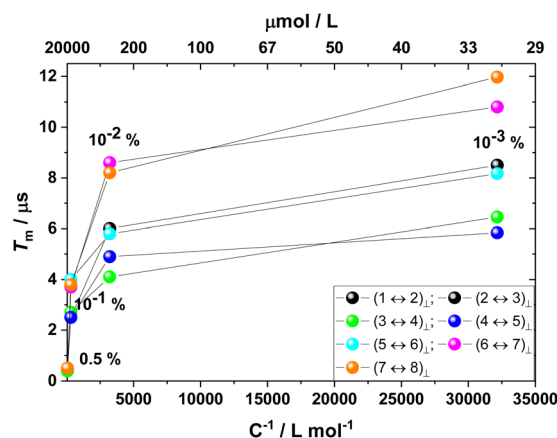 μmol / L
20000 200 100 67 50 40 33 29
12
10
8
6
4
2
0
T_m / μs
10⁻² %
10⁻³ %
10⁻¹ %
0.5 %
(1 ↔ 2)⊥; (2 ↔ 3)⊥
(3 ↔ 4)⊥; (4 ↔ 5)⊥
(5 ↔ 6)⊥; (6 ↔ 7)⊥
(7 ↔ 8)⊥
0 5000 10000 15000 20000 25000 30000 35000
C⁻¹ / L mol⁻¹